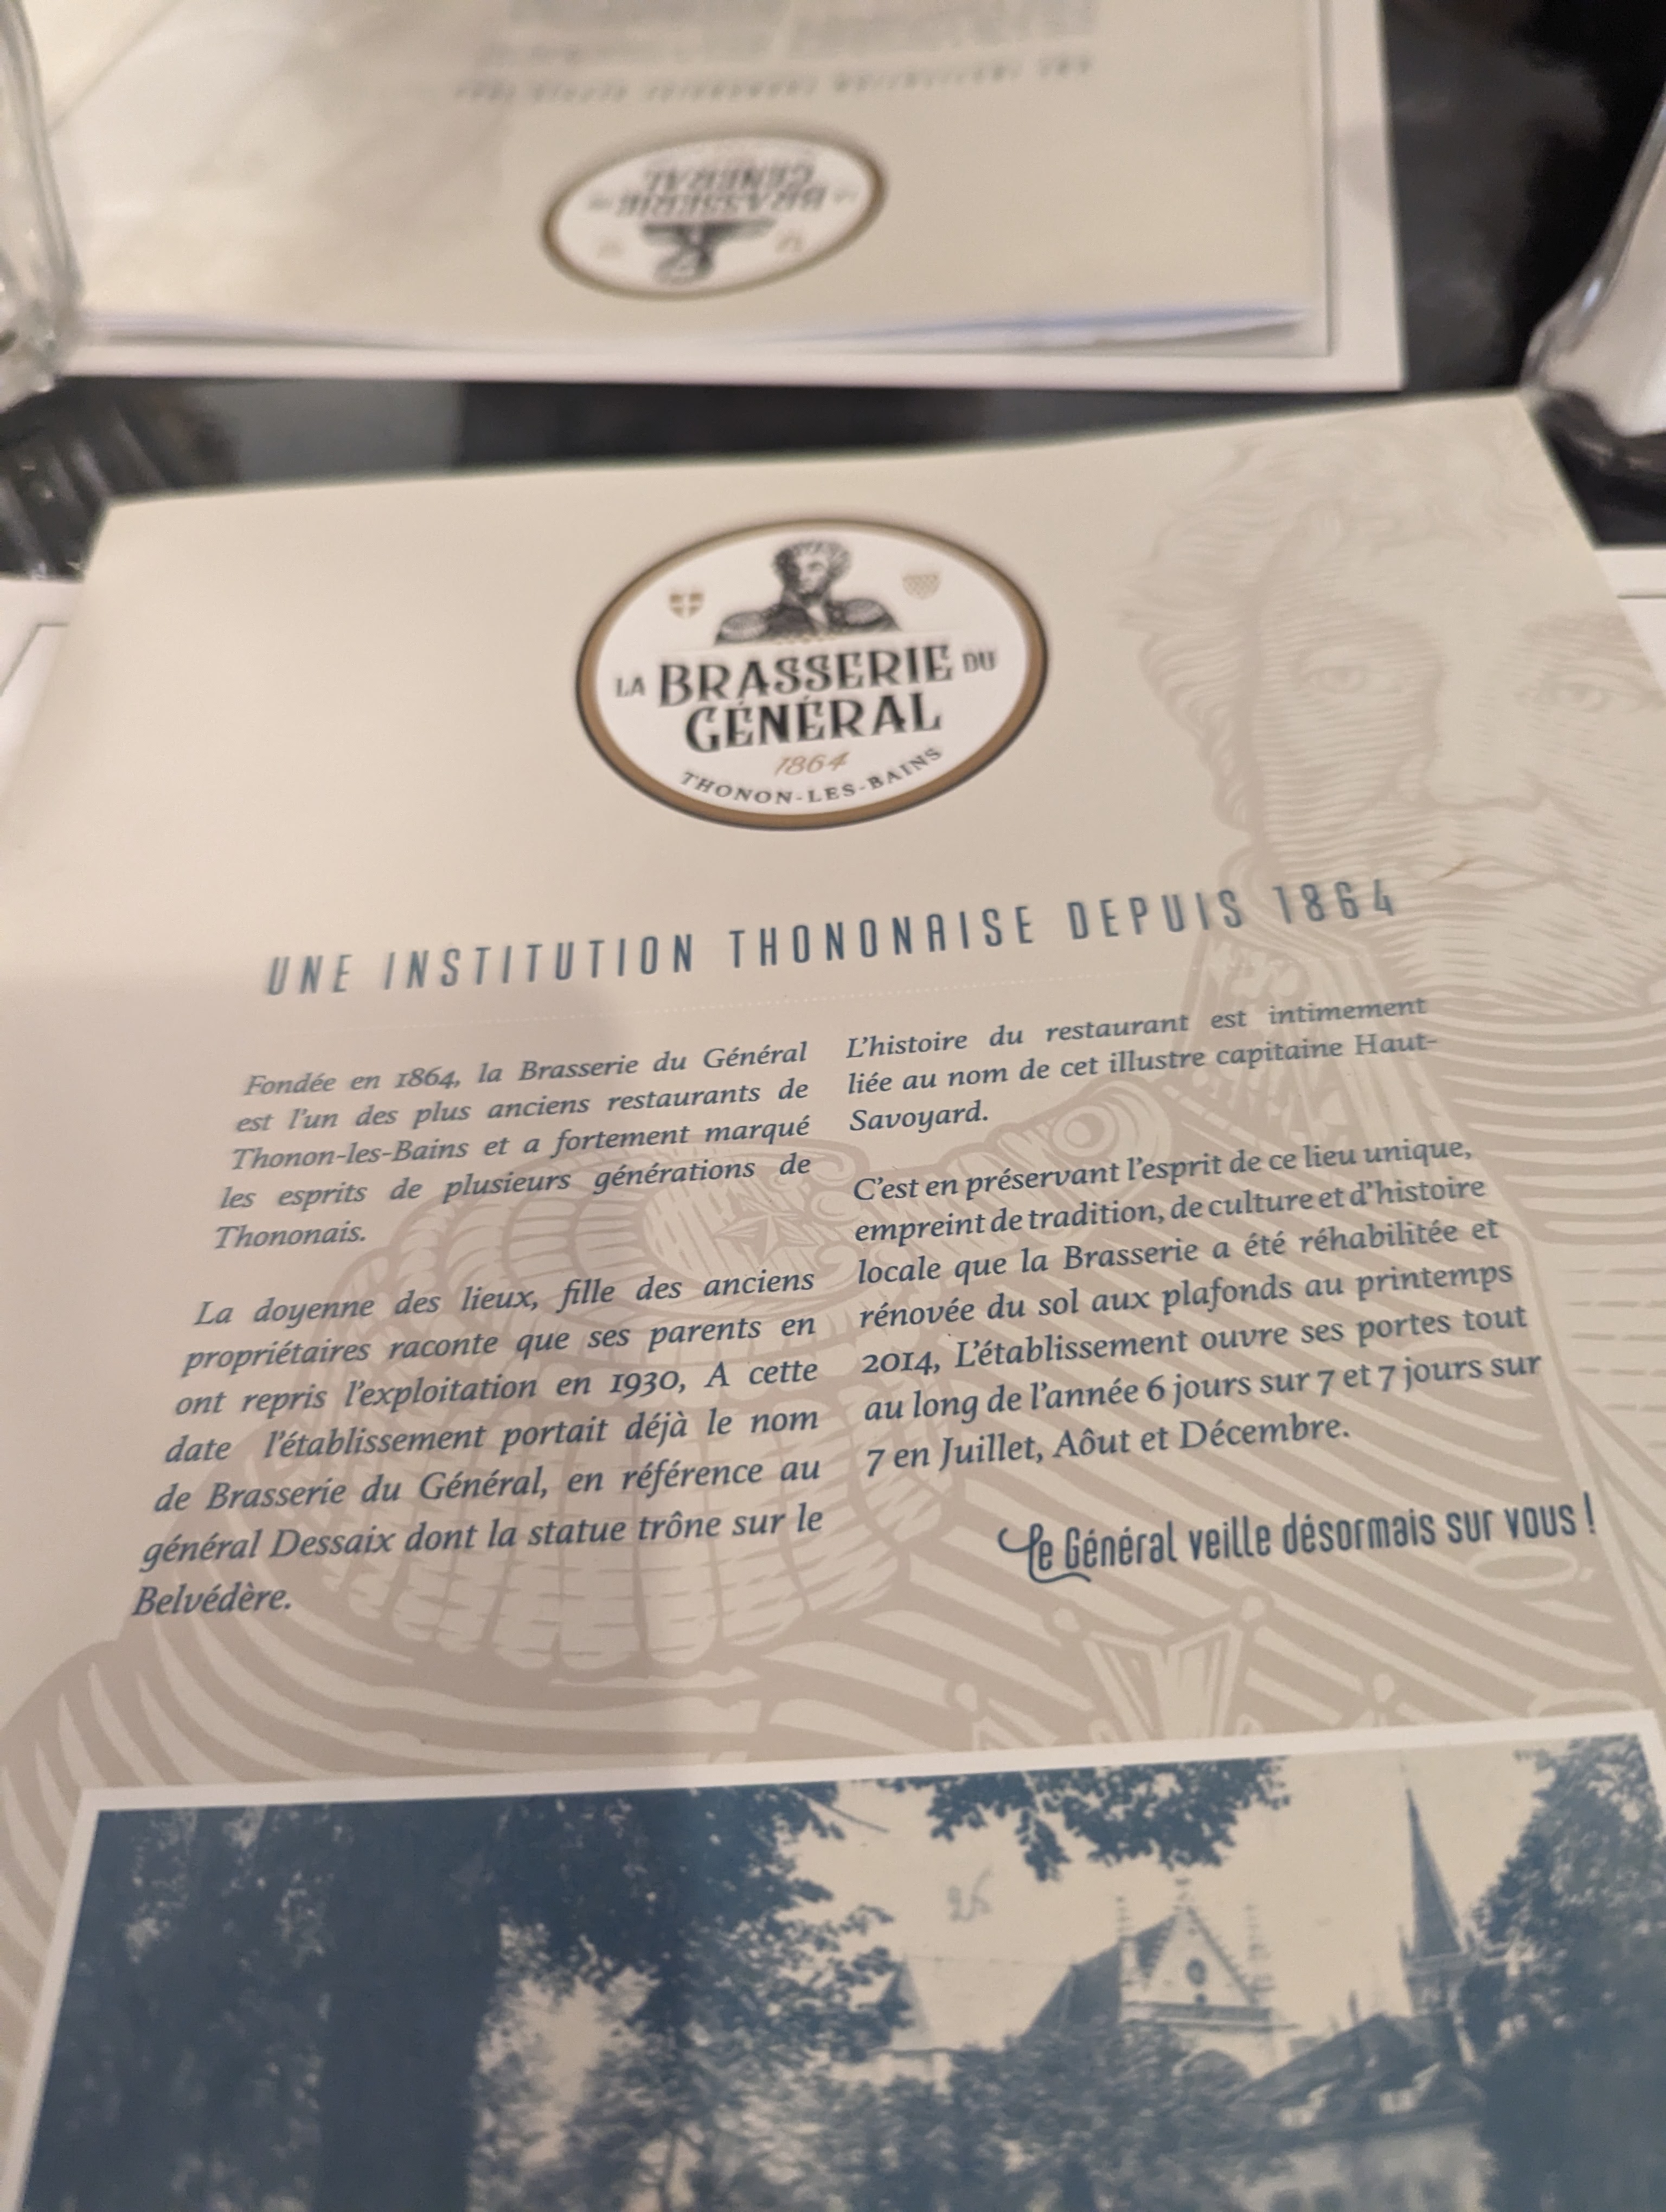 BRASSERIE
GÉNÉRAL
LA BRASSERIE DU
GÉNÉRAL
1864
THONON-LES-BAINS
UNE INSTITUTION THONONAISE DEPUIS 1864
Fondée en 1864, la Brasserie du Général
est l'un des plus anciens restaurants de
Thonon-les-Bains et a fortement marqué
les esprits de plusieurs générations de
Thononais.
La doyenne des lieux, fille des anciens
propriétaires raconte que ses parents en
ont repris l'exploitation en 1930, A cette
date l'établissement portait déjà le nom
de Brasserie du Général, en référence au
général Dessaix dont la statue trône sur le
Belvédère.
L'histoire du restaurant est intimement
liée au nom de cet illustre capitaine Haut-
Savoyard.
C'est en préservant l'esprit de ce lieu unique,
empreint de tradition, de culture et d'histoire
locale que la Brasserie a été réhabilitée et
rénovée du sol aux plafonds au printemps
2014, L'établissement ouvre ses portes tout
au long de l'année 6 jours sur 7 et 7 jours sur
7 en Juillet, Aôut et Décembre.
Le Général veille désormais sur vous !